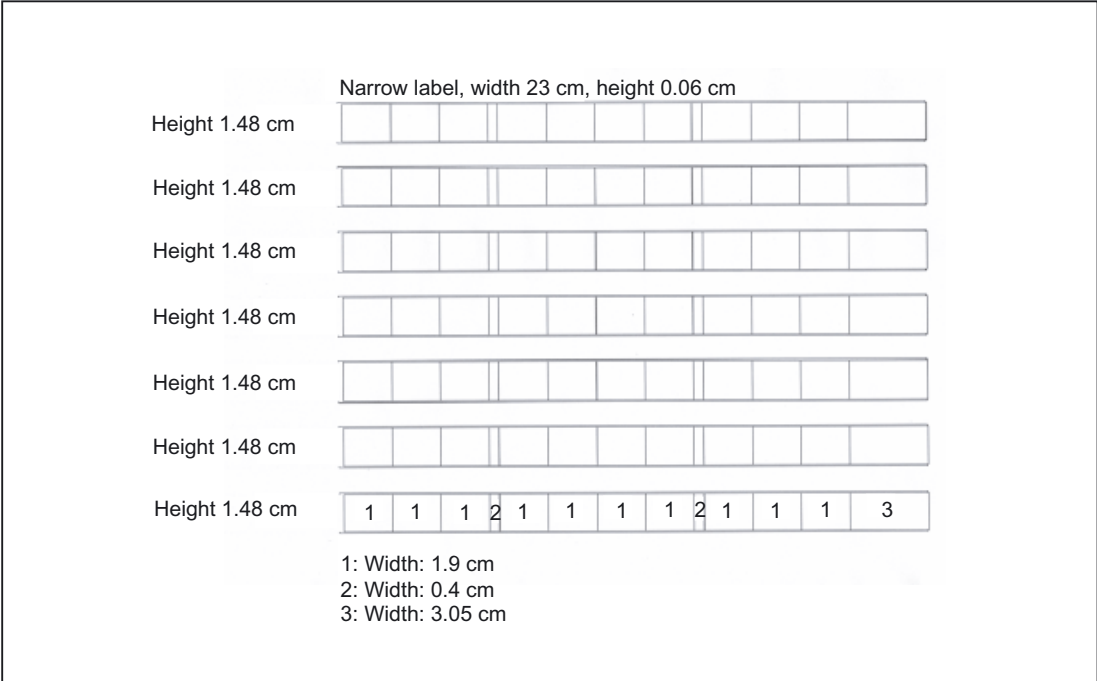 Narrow label, width 23 cm, height 0.06 cm
Height 1.48 cm
Height 1.48 cm
Height 1.48 cm
Height 1.48 cm
Height 1.48 cm
Height 1.48 cm
Height 1.48 cm 1 1 1 2 1 1 1 1 2 1 1 1 3
1: Width: 1.9 cm
2: Width: 0.4 cm
3: Width: 3.05 cm